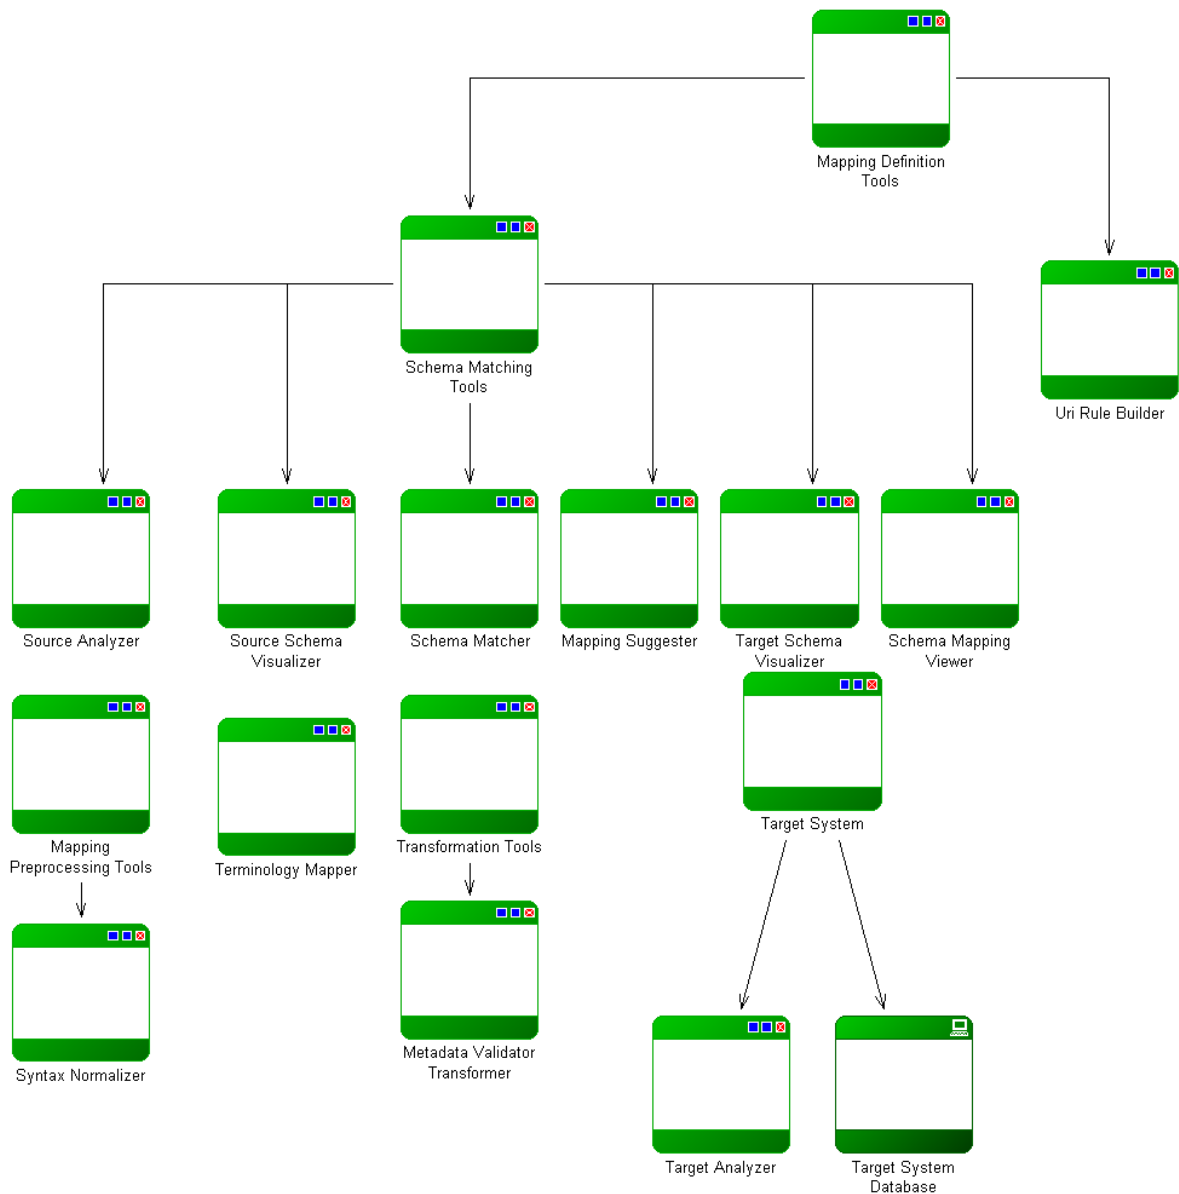 Mapping Definition
Tools
Schema Matching
Tools
Uri Rule Builder
Source Analyzer
Source Schema
Visualizer
Schema Matcher
Mapping Suggester
Target Schema
Visualizer
Schema Mapping
Viewer
Mapping
Preprocessing Tools
Terminology Mapper
Transformation Tools
Target System
Syntax Normalizer
Metadata Validator
Transformer
Target Analyzer
Target System
Database